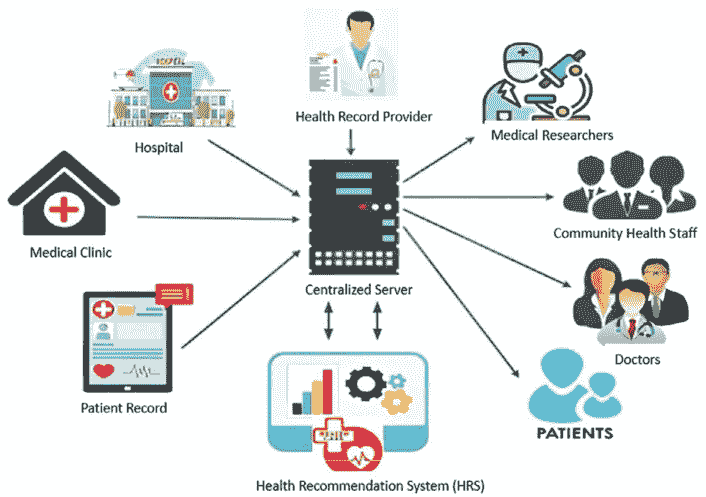 Health Record Provider
Medical Researchers
Hospital
Community Health Staff
Medical Clinic
Centralized Server
Doctors
Patient Record
PATIENTS
Health Recommendation System (HRS)